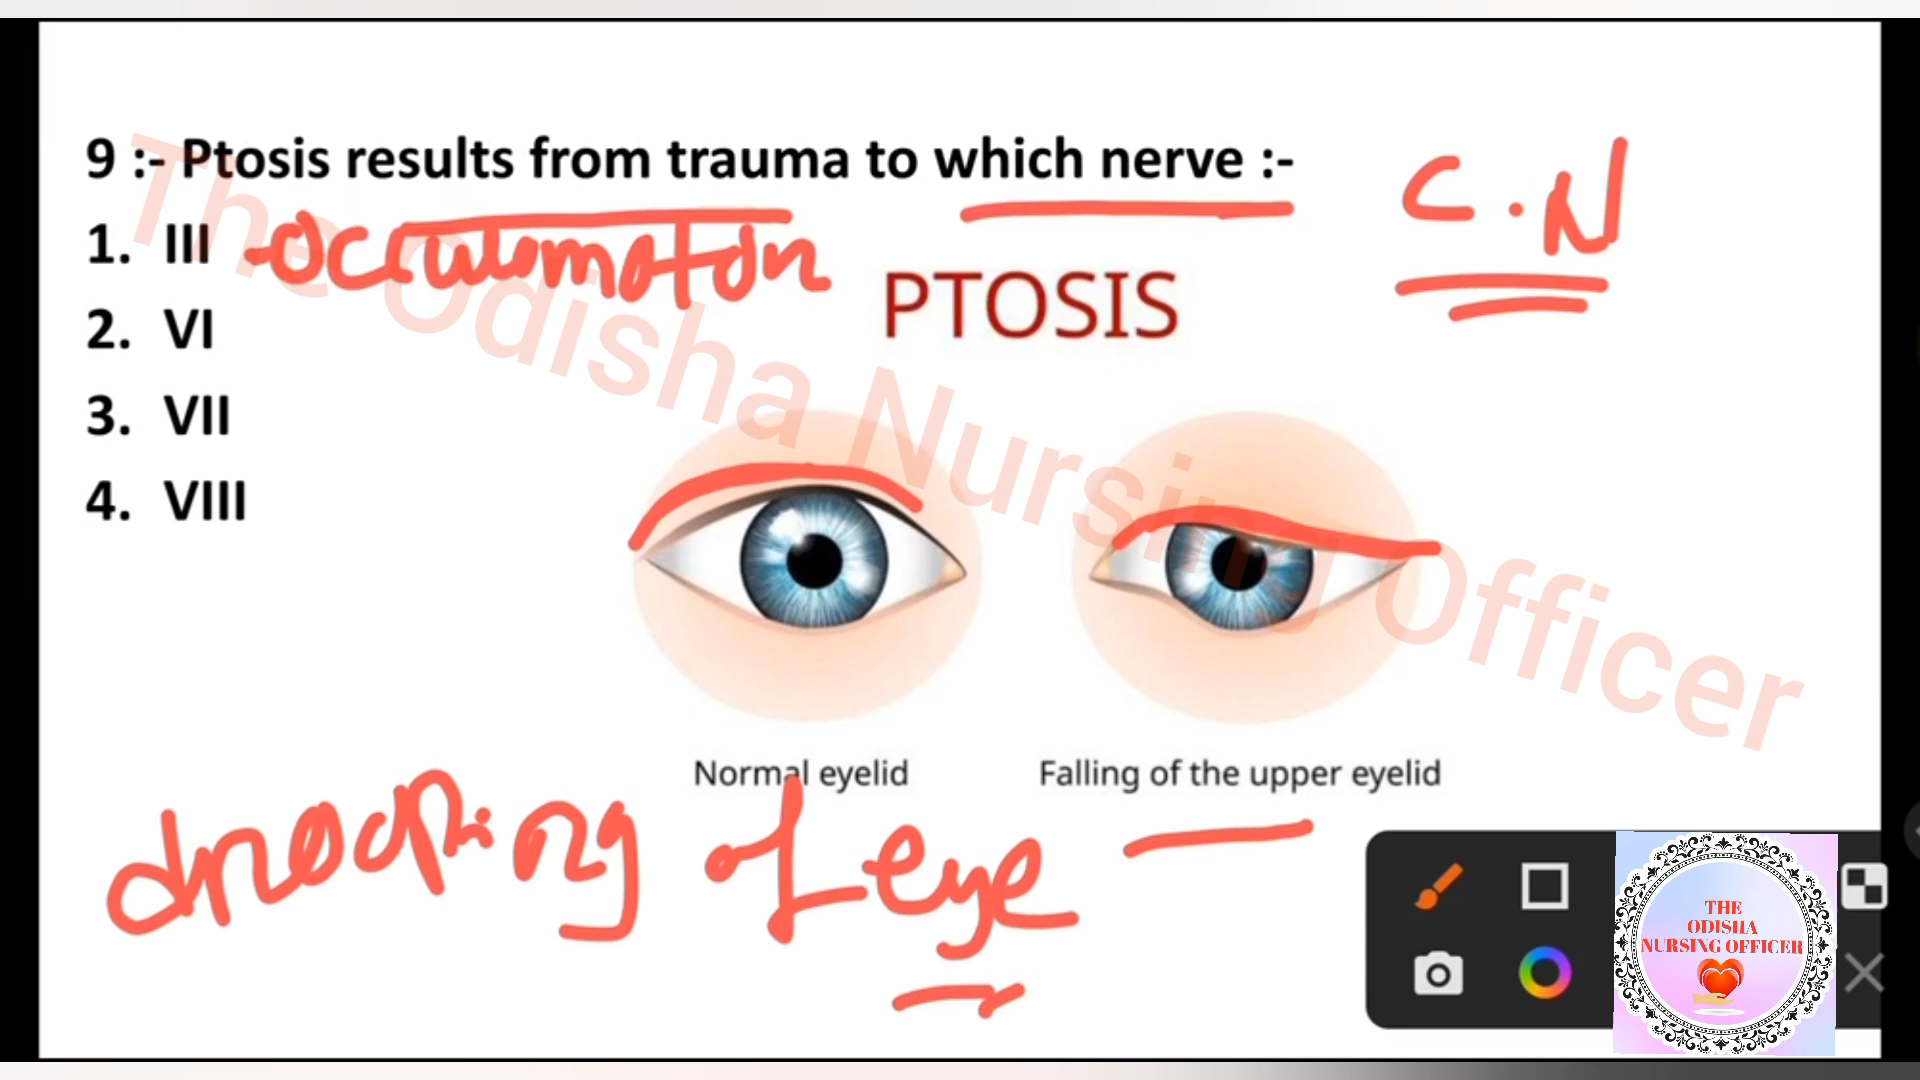 9 :- Ptosis results from trauma to which nerve :-
C.N
1. III -Occulomotor
PTOSIS
2. VI
3. VII
4. VIII
The Odisha Nursing Officer
Normal eyelid
Falling of the upper eyelid
drooping of eye
THE
ODISHA
NURSING OFFICER